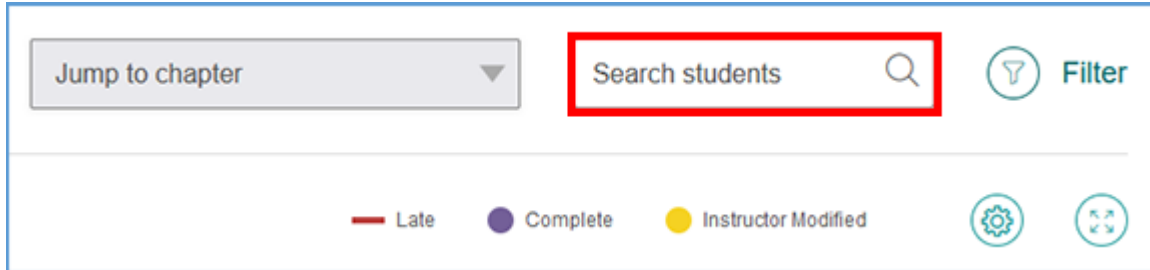 Jump to chapter
Search students
Filter
Late
Complete
Instructor Modified